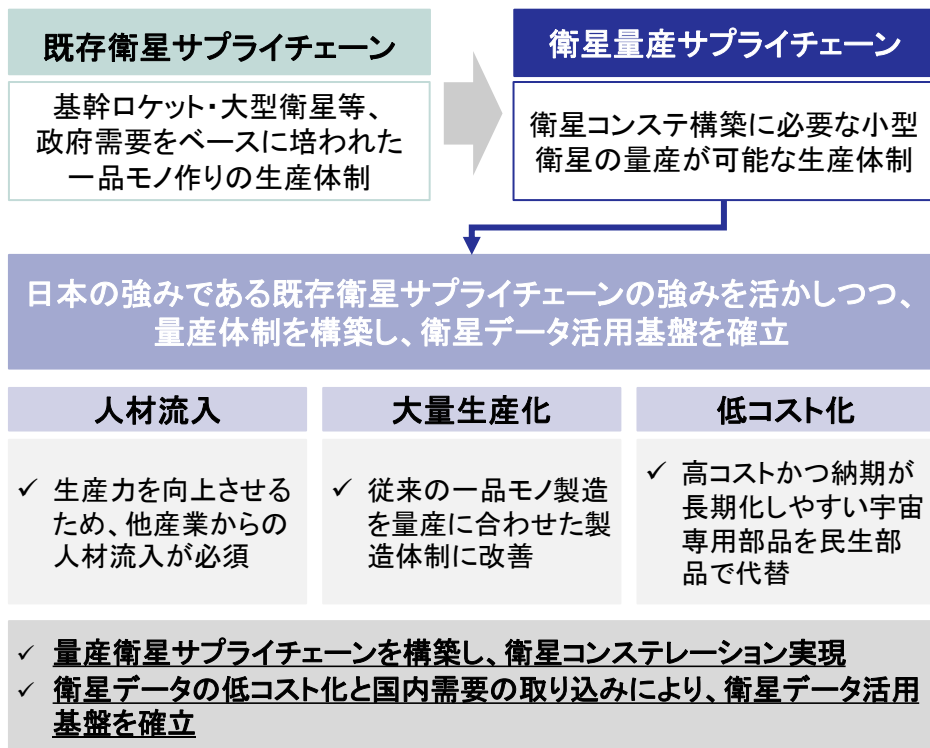 既存衛星サプライチェーン
基幹ロケット・大型衛星等、
政府需要をベースに培われた
一品モノ作りの生産体制
衛星量産サプライチェーン
衛星コンステ構築に必要な小型
衛星の量産が可能な生産体制
日本の強みである既存衛星サプライチェーンの強みを活かしつつ、
量産体制を構築し、衛星データ活用基盤を確立
人材流入
✓ 生産力を向上させる
ため、他産業からの
人材流入が必須
大量生産化
✓ 従来の一品モノ製造
を量産に合わせた製
造体制に改善
低コスト化
✓ 高コストかつ納期が
長期化しやすい宇宙
専用部品を民生部
品で代替
✓ 量産衛星サプライチェーンを構築し、衛星コンステレーション実現
✓ 衛星データの低コスト化と国内需要の取り込みにより、衛星データ活用
基盤を確立